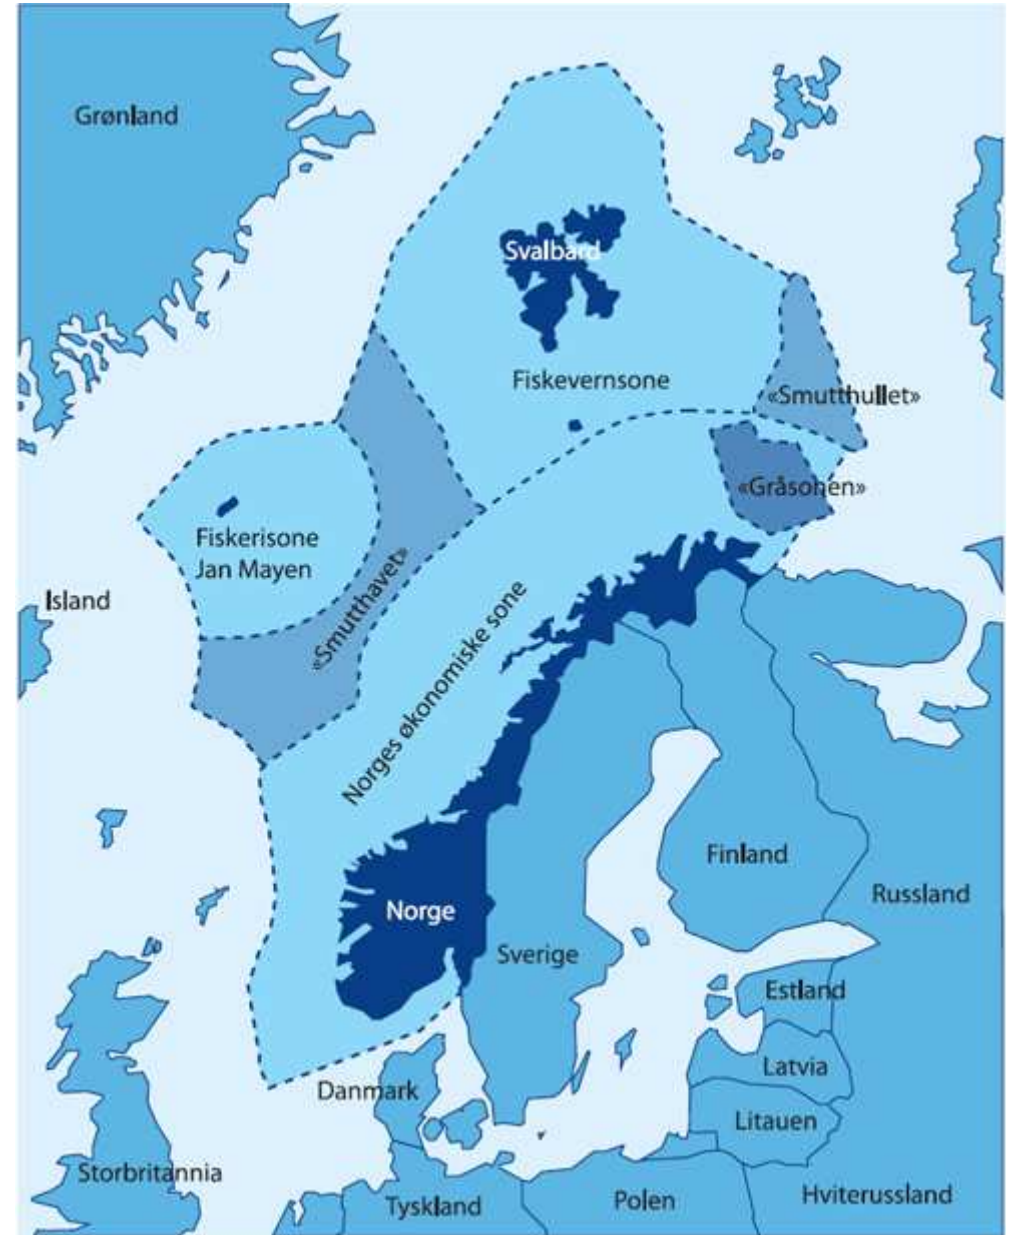 Grønland
Svalbard
Fiskevernsone
«Smutthullet»
«Gråsonen»
Fiskerisone
Jan Mayen
«Smutthavet»
Island
Norges økonomiske sone
Finland
Russland
Norge
Sverige
Estland
Latvia
Danmark
Litauen
Storbritannia
Tyskland
Polen
Hviterussland